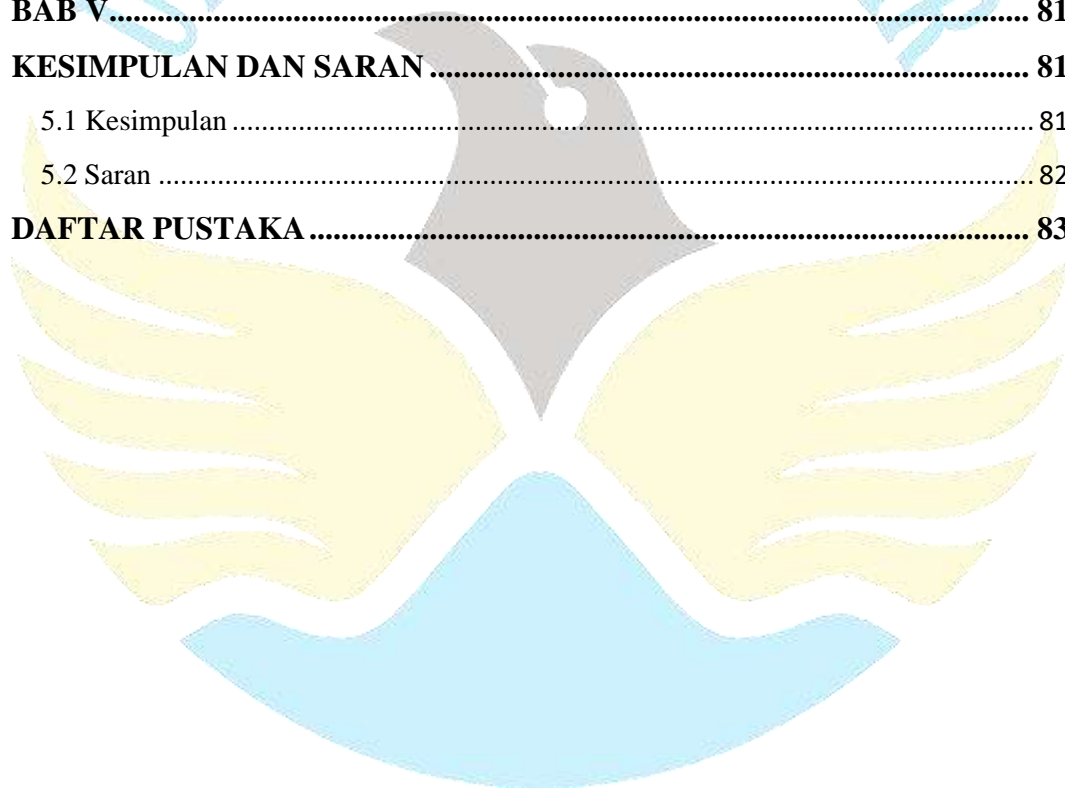 BAB V.......................................................................................................... 81
KESIMPULAN DAN SARAN..................................................................... 81
5.1 Kesimpulan............................................................................................. 81
5.2 Saran...................................................................................................... 82
DAFTAR PUSTAKA................................................................................... 83